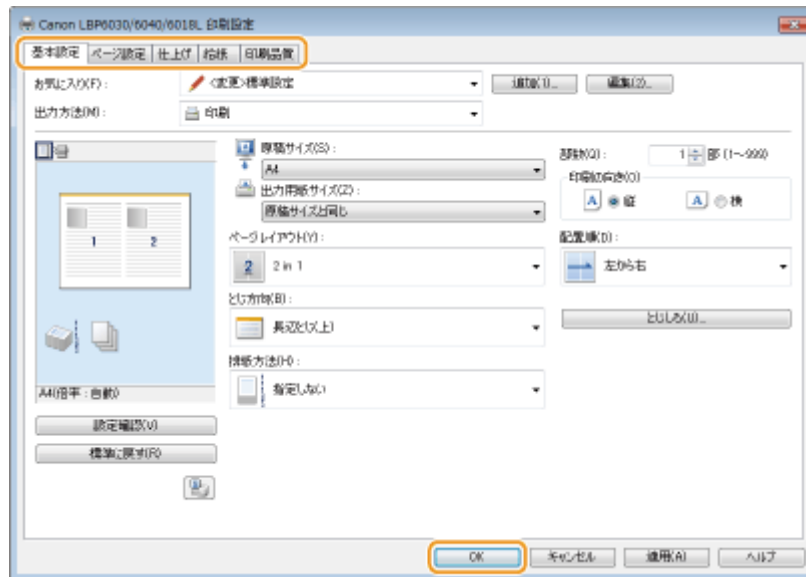 Canon LBP6030/6040/6018L 印刷設定
基本設定 ページ設定 仕上げ 給紙 印刷品質
お気に入り(F): <変更>標準設定 追加(1)... 編集(2)...
出力方法(M): 印刷
原稿サイズ(S):
A4
出力用紙サイズ(Z):
原稿サイズと同じ
部数(Q): 1 部 (1～999)
印刷の向き(O)
A 縦 A 横
ページレイアウト(Y):
2 2 in 1
配置順(D):
左から右
1 2
とじ方向(B):
長辺とじ(上)
とじしろ(U)...
排紙方法(H):
指定しない
A4(倍率:自動)
設定確認(V)
標準に戻す(R)
OK キャンセル 適用(A) ヘルプ